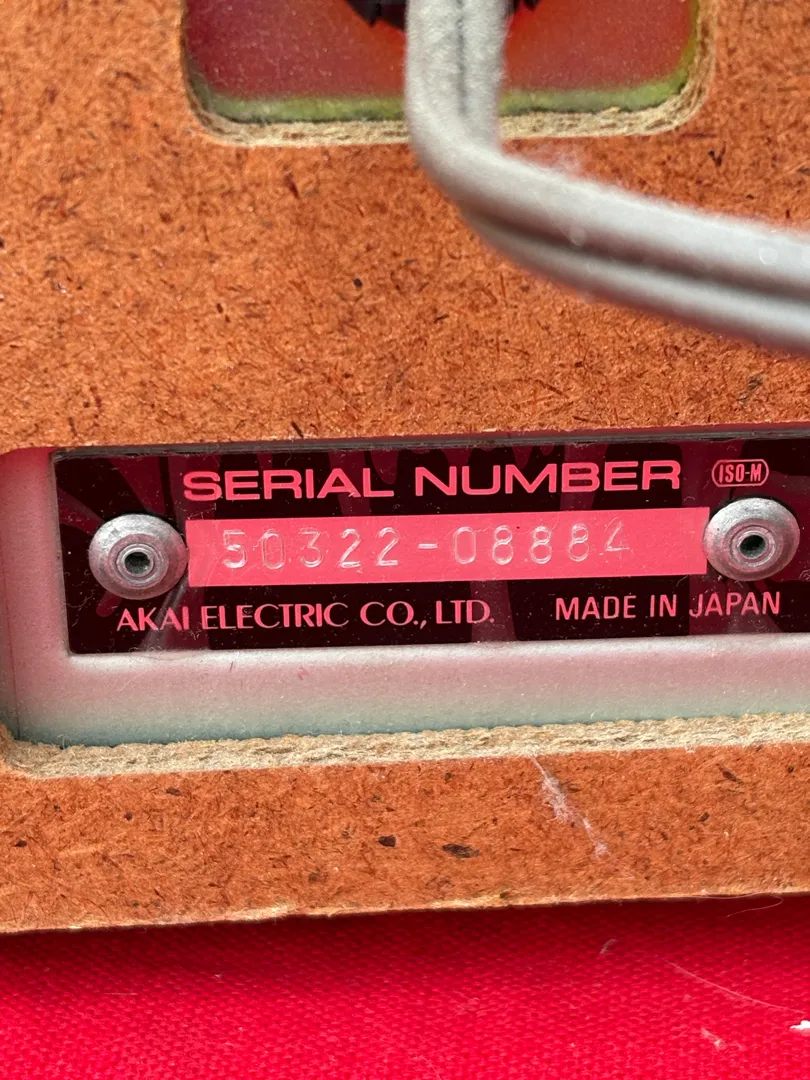 SERIAL NUMBER ISO-M
50322-08884
AKAI ELECTRIC CO., LTD. MADE IN JAPAN